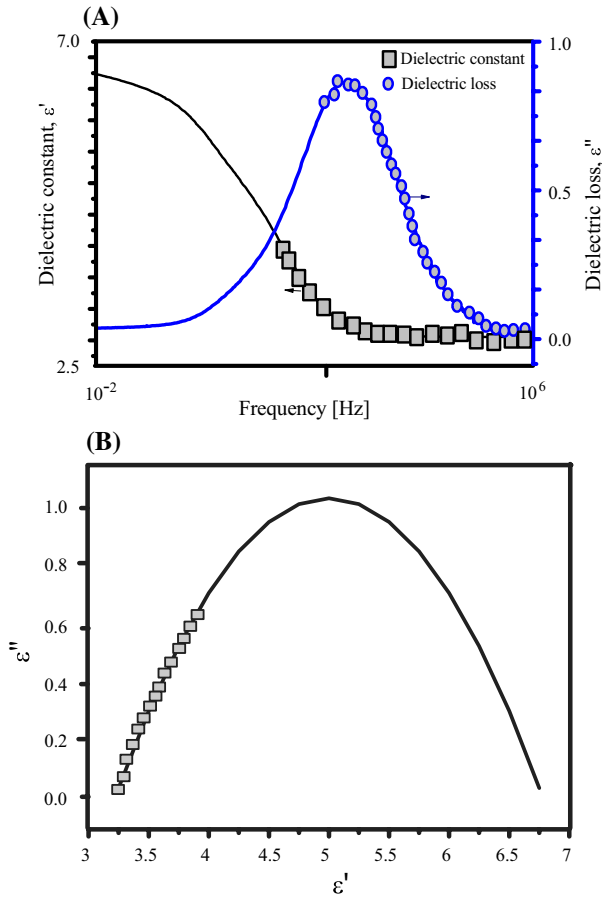 (A)
7.0
1.0
Dielectric constant
Dielectric loss
Dielectric constant, ε'
0.5
Dielectric loss, ε"
0.0
2.5
10-2
106
Frequency [Hz]
(B)
1.0
0.8
0.6
ε"
0.4
0.2
0.0
3 3.5 4 4.5 5 5.5 6 6.5 7
ε'